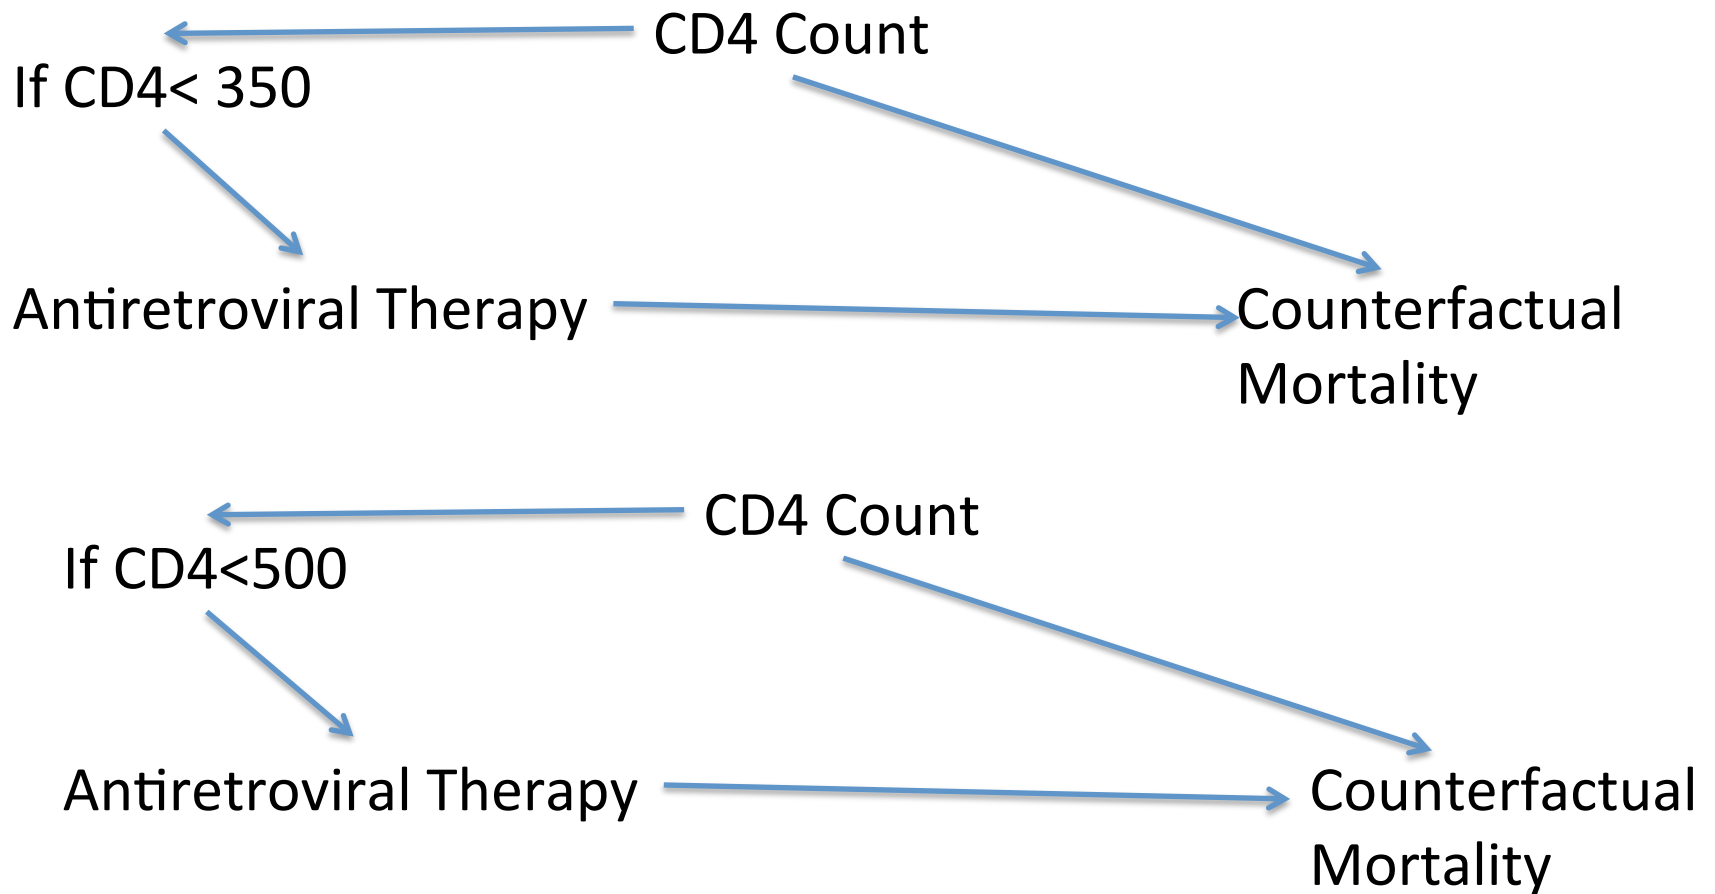 CD4 Count
If CD4< 350
Antiretroviral Therapy
Counterfactual
Mortality
CD4 Count
If CD4<500
Antiretroviral Therapy
Counterfactual
Mortality